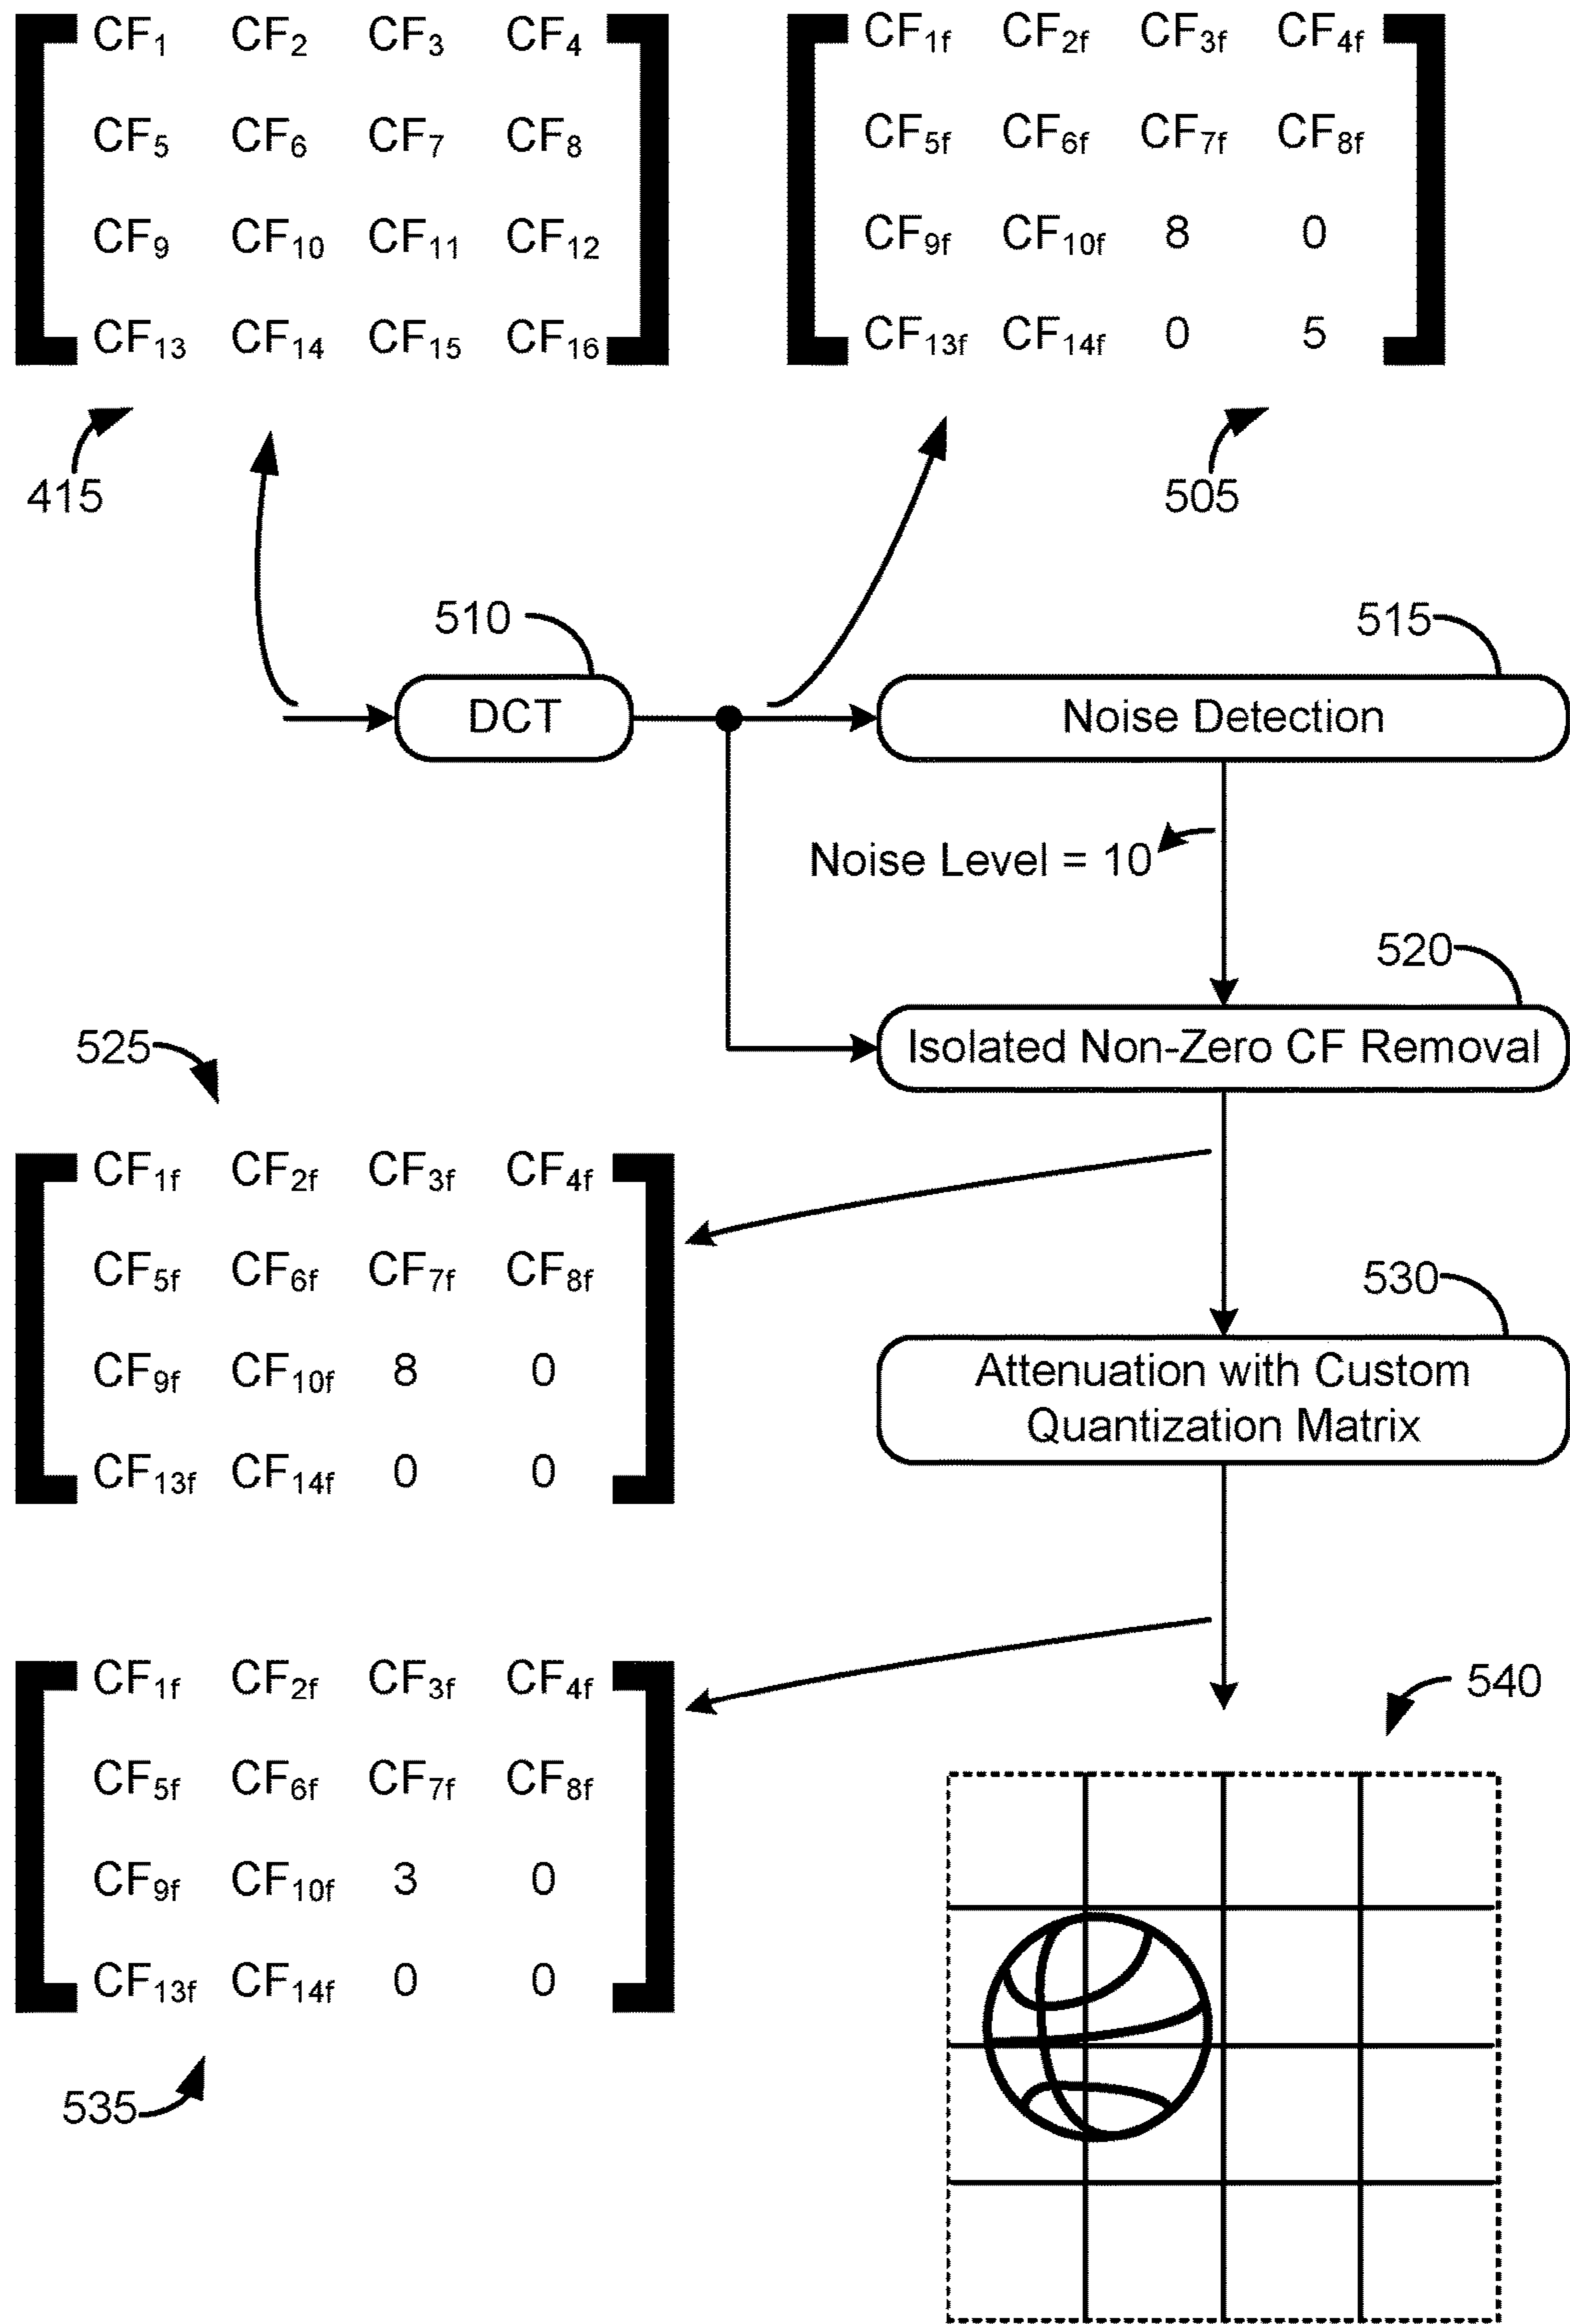 CF1 CF2 CF3 CF4
CF5 CF6 CF7 CF8
CF9 CF10 CF11 CF12
CF13 CF14 CF15 CF16
415
CF1f CF2f CF3f CF4f
CF5f CF6f CF7f CF8f
CF9f CF10f 8 0
CF13f CF14f 0 5
505
510
DCT
515
Noise Detection
Noise Level = 10
520
Isolated Non-Zero CF Removal
525
CF1f CF2f CF3f CF4f
CF5f CF6f CF7f CF8f
CF9f CF10f 8 0
CF13f CF14f 0 0
530
Attenuation with Custom
Quantization Matrix
CF1f CF2f CF3f CF4f
CF5f CF6f CF7f CF8f
CF9f CF10f 3 0
CF13f CF14f 0 0
535
540